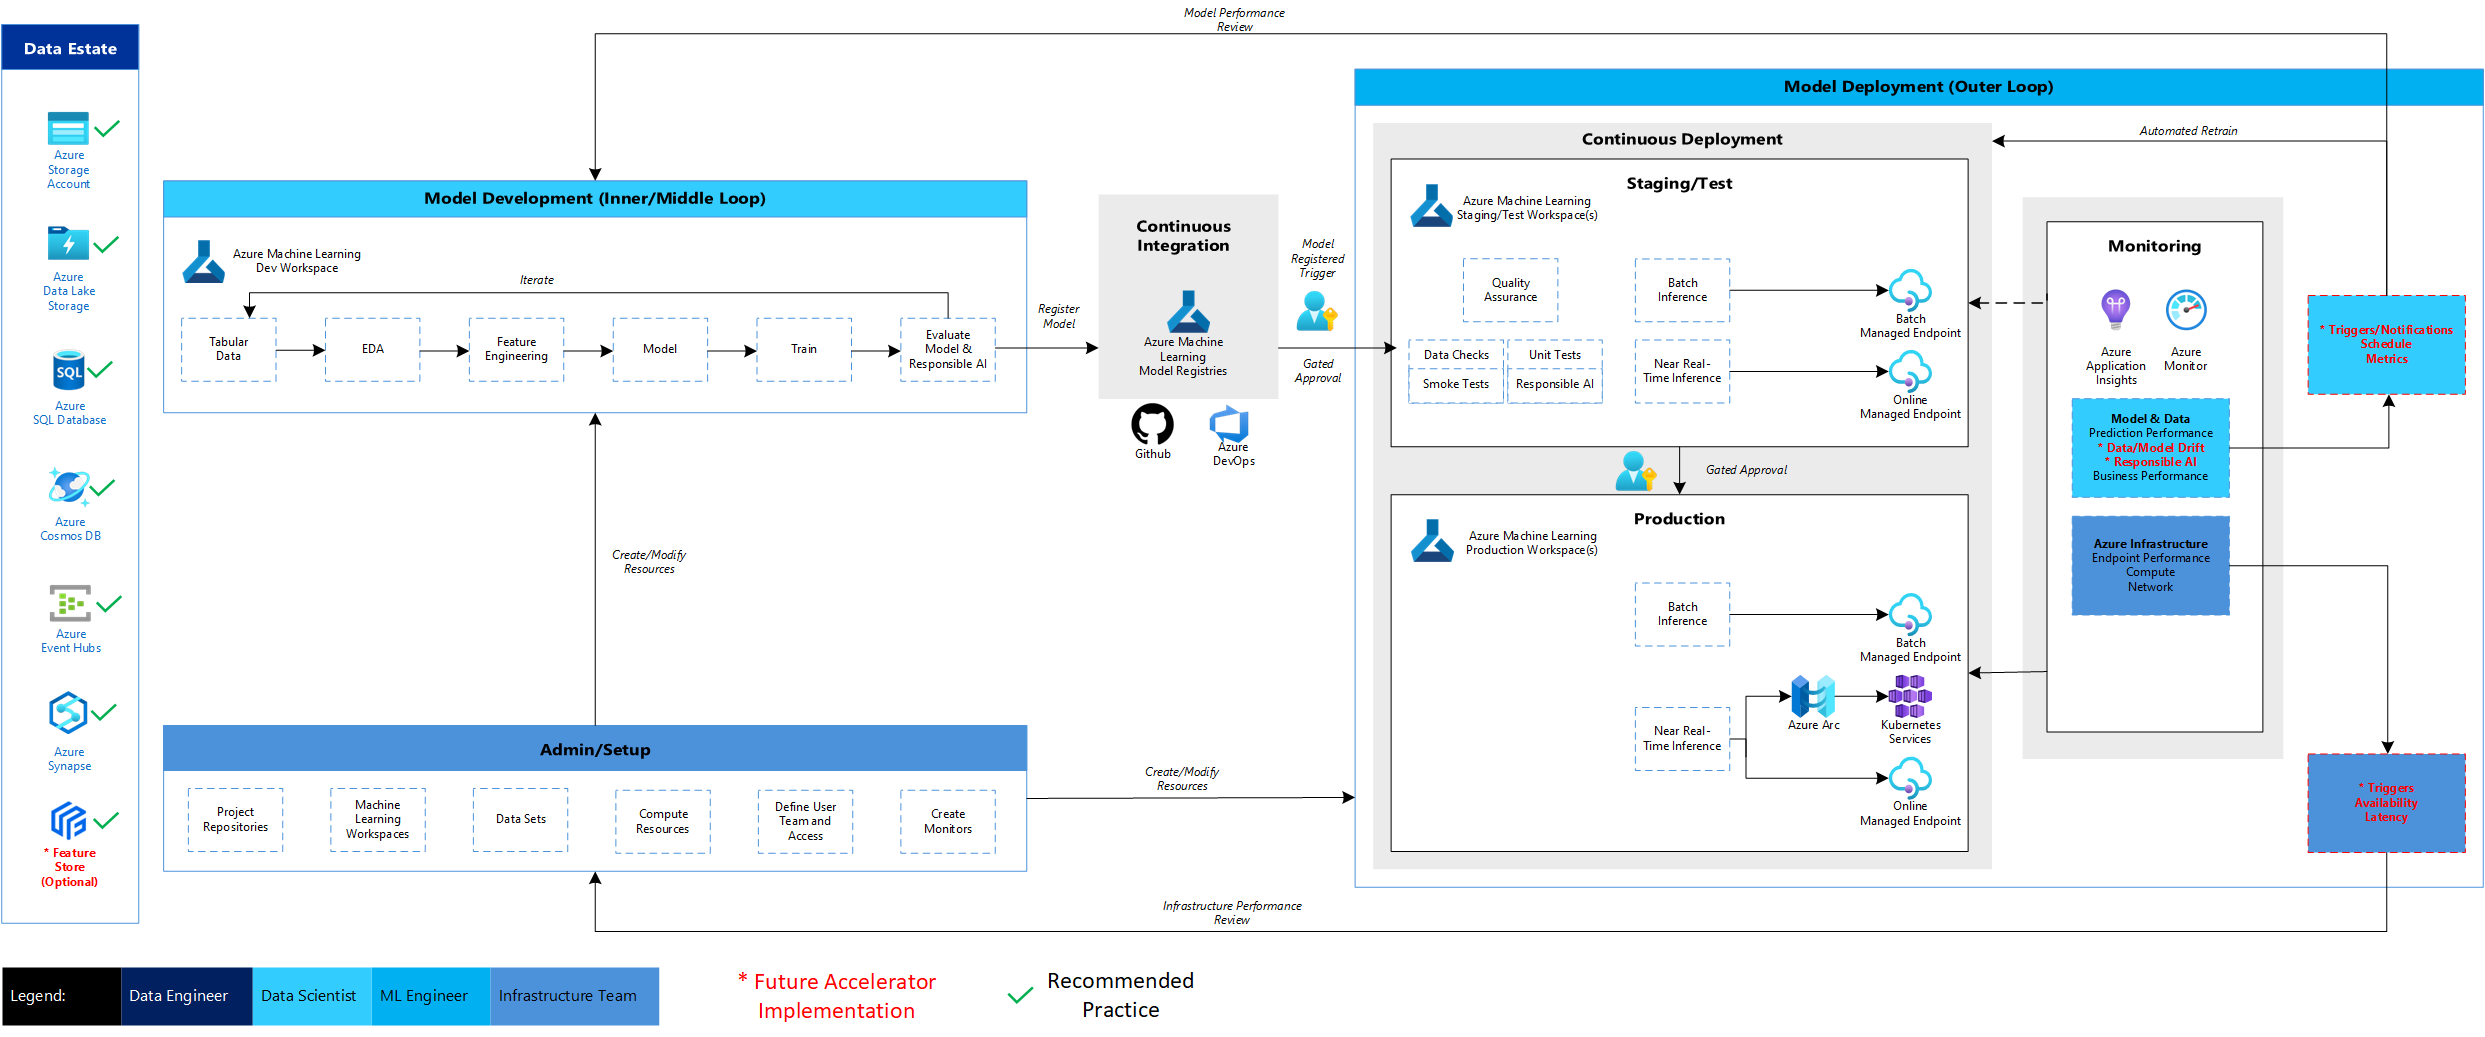 Model Performance
Review
Data Estate
Azure
Storage
Account
Azure
Data Lake
Storage
Azure
SQL Database
SQL
Azure
Cosmos DB
Azure
Event Hubs
Azure
Synapse
* Feature
Store
(Optional)
Model Development (Inner/Middle Loop)
Azure Machine Learning
Dev Workspace
Iterate
Tabular
Data
EDA
Feature
Engineering
Model
Train
Evaluate
Model &
Responsible AI
Register
Model
Continuous
Integration
Azure Machine
Learning
Model Registries
Github
Azure
DevOps
Model
Registered
Trigger
Gated
Approval
Create/Modify
Resources
Admin/Setup
Project
Repositories
Machine
Learning
Workspaces
Data Sets
Compute
Resources
Define User
Team and
Access
Create
Monitors
Create/Modify
Resources
Model Deployment (Outer Loop)
Continuous Deployment
Automated Retrain
Staging/Test
Azure Machine Learning
Staging/Test Workspace(s)
Quality
Assurance
Data Checks
Unit Tests
Smoke Tests
Responsible AI
Batch
Inference
Batch
Managed Endpoint
Near Real-
Time Inference
Online
Managed Endpoint
Gated Approval
Production
Azure Machine Learning
Production Workspace(s)
Batch
Inference
Batch
Managed Endpoint
Near Real-
Time Inference
Azure Arc
Kubernetes
Services
Online
Managed Endpoint
Monitoring
Azure
Application
Insights
Azure
Monitor
Model & Data
Prediction Performance
* Data/Model Drift
* Responsible AI
Business Performance
Azure Infrastructure
Endpoint Performance
Compute
Network
* Triggers/Notifications
Schedule
Metrics
* Triggers
Availability
Latency
Infrastructure Performance
Review
Legend:
Data Engineer
Data Scientist
ML Engineer
Infrastructure Team
* Future Accelerator
Implementation
Recommended
Practice